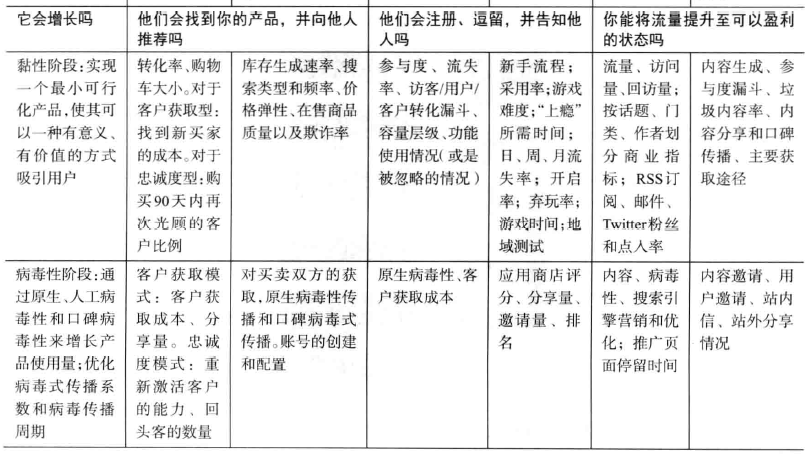 它会增长吗
他们会找到你的产品，并向他人
推荐吗
他们会注册、逗留，并告知他
人吗
你能将流量提升至可以盈利
的状态吗
黏性阶段：实现
一个最小可行
化产品，使其可
以一种有意义、
有价值的方式
吸引用户
转化率、购物
车大小。对于
客户获取型：
找到新买家
的成本。对于
忠诚度型：购
买90天内再
次光顾的客
户比例
库存生成速率、搜
索类型和频率、价
格弹性、在售商品
质量以及欺诈率
参与度、流失
率、访客/用户/
客户转化漏斗、
容量层级、功能
使用情况（或是
被忽略的情况）
新手流程；
采用率；游戏
难度；“上瘾”
所需时间；
日、周、月流
失率；开启
率；弃玩率；
游戏时间；地
域测试
流量、访问
量、回访量；
按话题、门
类、作者划
分商业指
标；RSS订
阅、邮件、
Twitter粉丝
和点入率
内容生成、参
与度漏斗、垃
圾内容率、内
容分享和口碑
传播、主要获
取途径
病毒性阶段：通
过原生、人工病
毒性和口碑病
毒性来增长产
品使用量；优化
病毒式传播系
数和病毒传播
周期
客户获取模
式：客户获
取成本、分
享量。忠诚
度模式：重
新激活客户
的能力、回
头客的数量
对买卖双方的获
取，原生病毒性传
播和口碑病毒式
传播。账号的创建
和配置
原生病毒性、客
户获取成本
应用商店评
分、分享量、
邀请量、排
名
内容、病毒
性、搜索引
擎营销和优
化；推广页
面停留时间
内容邀请、用
户邀请、站内
信、站外分享
情况